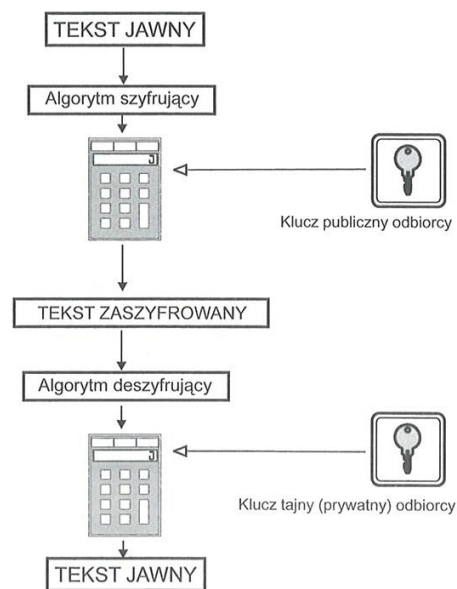 TEKST JAWNY
Algorytm szyfrujący
Klucz publiczny odbiorcy
TEKST ZASZYFROWANY
Algorytm deszyfrujący
Klucz tajny (prywatny) odbiorcy
TEKST JAWNY